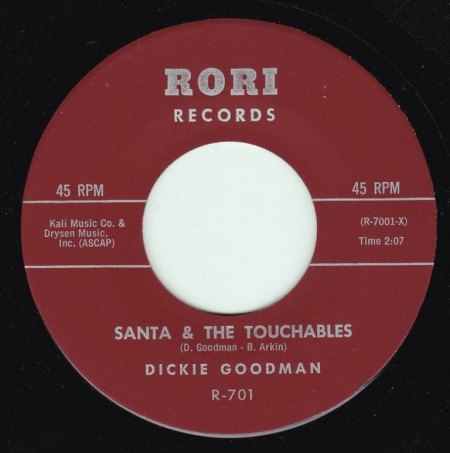 RORI
RECORDS
45 RPM
45 RPM
Kali Music Co. &
Drysen Music,
Inc. (ASCAP)
(R-7001-X)
Time 2:07
SANTA & THE TOUCHABLES
(D. Goodman - B. Arkin)
DICKIE GOODMAN
R-701